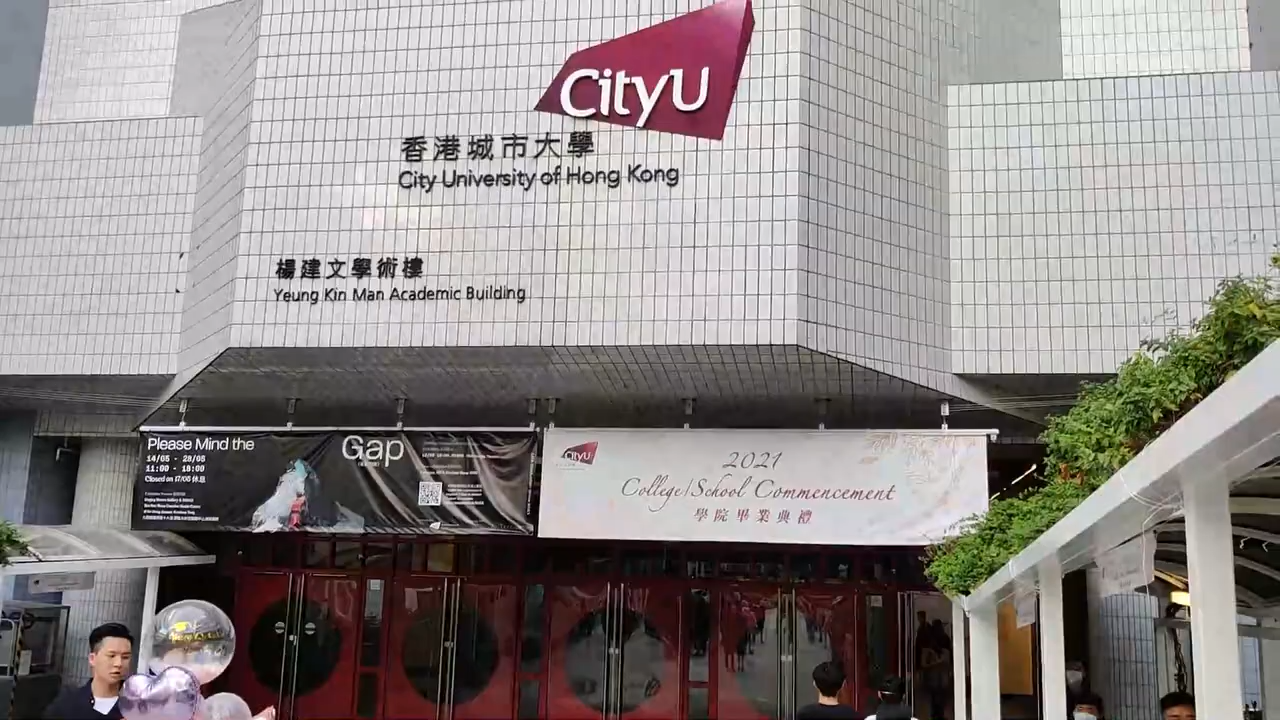 CityU
香港城市大學
City University of Hong Kong
楊建文學術樓
Yeung Kin Man Academic Building
Please Mind the
Gap
14/05 - 28/05
11:00 - 18:00
Closed on 17/05 休息
CityU
2021
College/School Commencement
學院畢業典禮